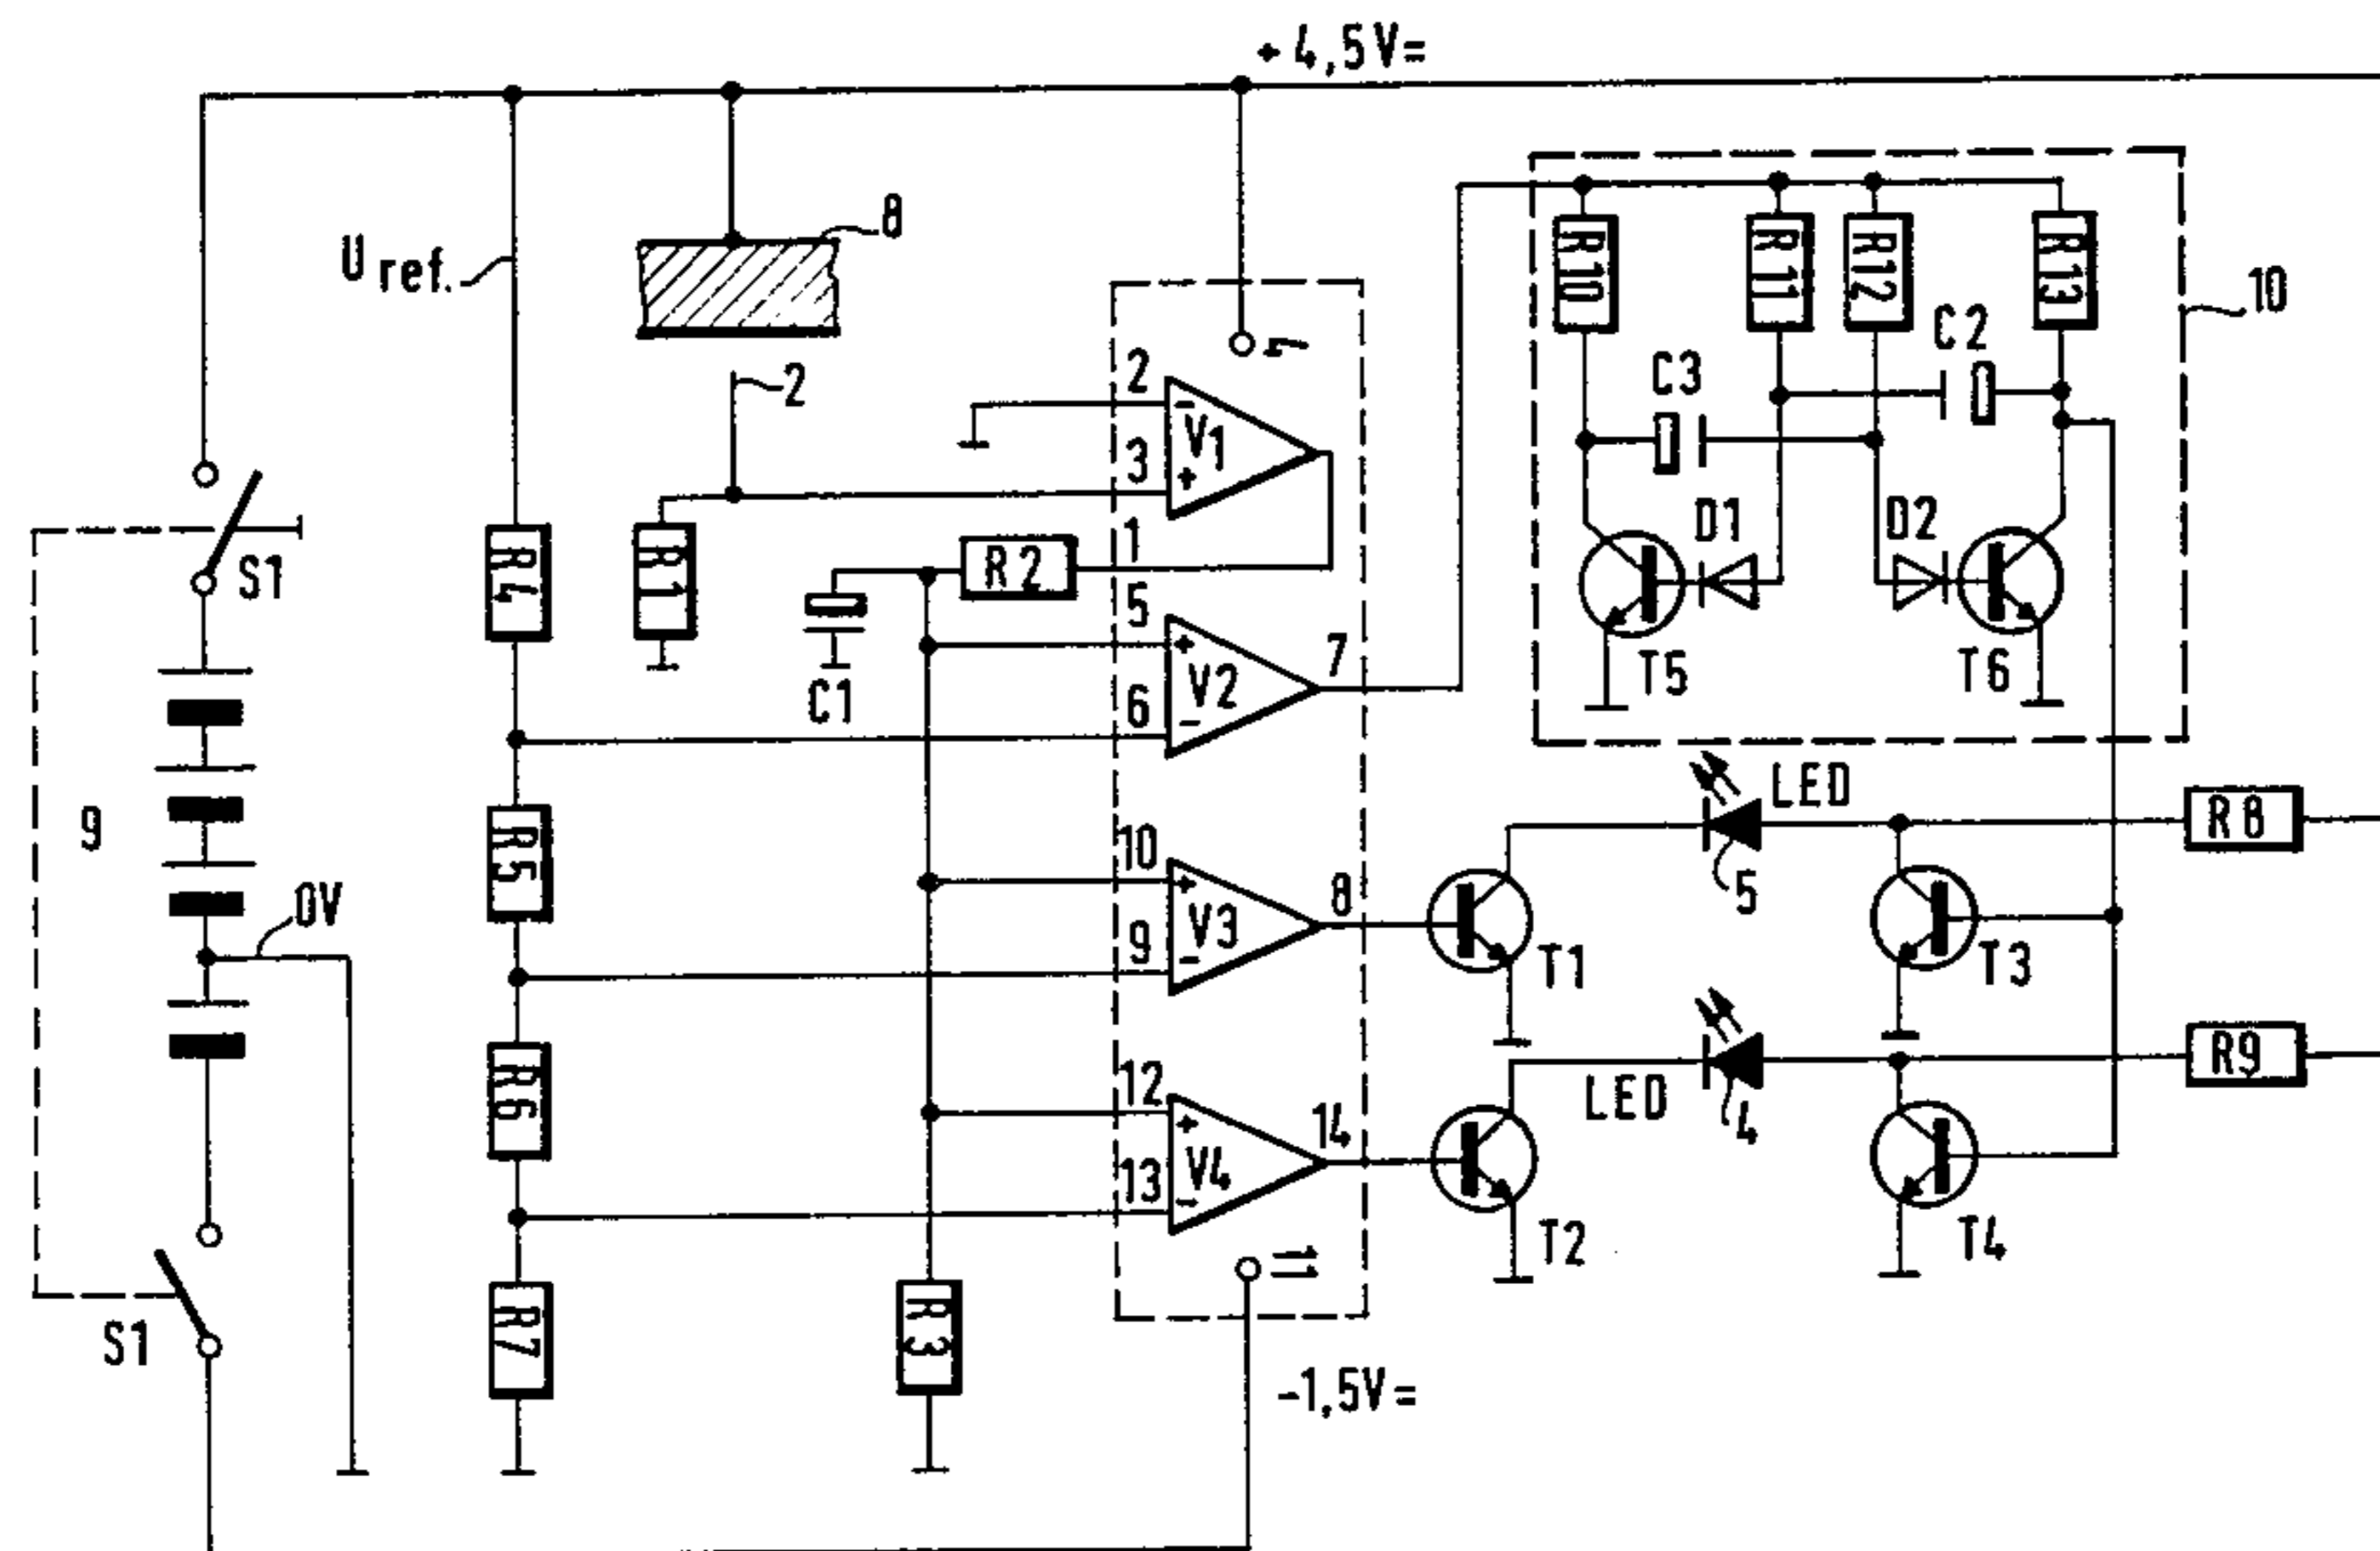 +4,5V=
U ref.
8
10
R10
R11
R12
R13
C2
C3
2
4
2
3
V1
1
S1
R4
R1
R2
D1
D2
5
V2
7
6
C1
T5
T6
9
R5
LED
R8
0V
10
V3
8
9
5
T1
T3
R6
12
V4
14
13
LED
4
R9
T2
T4
11
S1
R7
R3
-1,5V=